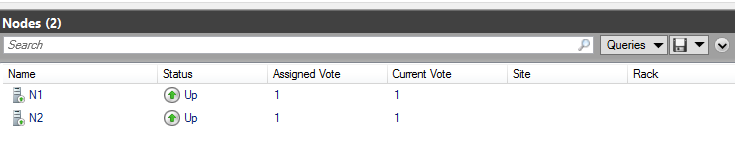 Nodes (2)
Search Queries
Name Status Assigned Vote Current Vote Site Rack
N1 Up 1 1
N2 Up 1 1